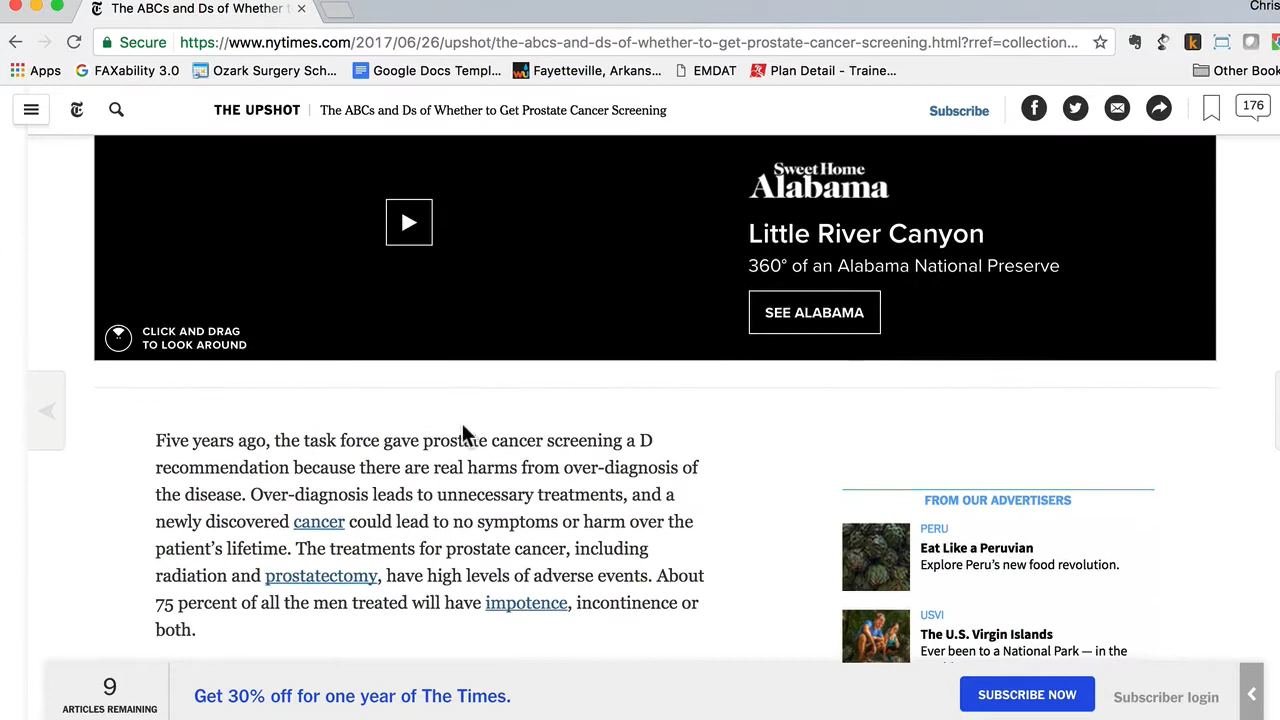 The ABCs and Ds of Whether t
Chris
Secure https://www.nytimes.com/2017/06/26/upshot/the-abcs-and-ds-of-whether-to-get-prostate-cancer-screening.html?rref=collection...
Apps FAXability 3.0 Ozark Surgery Sch... Google Docs Templ... Fayetteville, Arkans... EMDAT Plan Detail - Traine... Other Book
THE UPSHOT The ABCs and Ds of Whether to Get Prostate Cancer Screening Subscribe 176
Sweet Home
Alabama
Little River Canyon
360° of an Alabama National Preserve
SEE ALABAMA
CLICK AND DRAG
TO LOOK AROUND
Five years ago, the task force gave prostate cancer screening a D
recommendation because there are real harms from over-diagnosis of
the disease. Over-diagnosis leads to unnecessary treatments, and a
newly discovered cancer could lead to no symptoms or harm over the
patient's lifetime. The treatments for prostate cancer, including
radiation and prostatectomy, have high levels of adverse events. About
75 percent of all the men treated will have impotence, incontinence or
both.
FROM OUR ADVERTISERS
PERU
Eat Like a Peruvian
Explore Peru's new food revolution.
USVI
The U.S. Virgin Islands
Ever been to a National Park — in the
9
ARTICLES REMAINING
Get 30% off for one year of The Times.
SUBSCRIBE NOW
Subscriber login